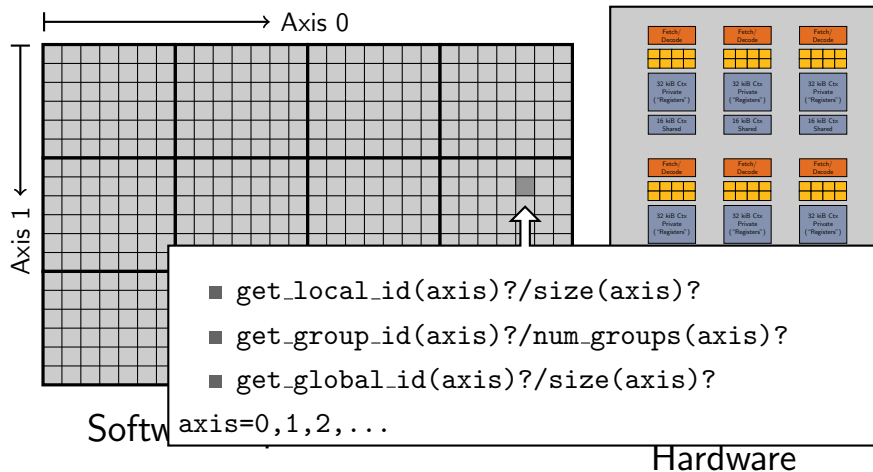 Axis 0
Axis 1
Fetch/
Decode
32 kiB Ctx
Private
("Registers")
16 kiB Ctx
Shared
Fetch/
Decode
32 kiB Ctx
Private
("Registers")
16 kiB Ctx
Shared
Fetch/
Decode
32 kiB Ctx
Private
("Registers")
16 kiB Ctx
Shared
Fetch/
Decode
32 kiB Ctx
Private
("Registers")
Fetch/
Decode
32 kiB Ctx
Private
("Registers")
Fetch/
Decode
32 kiB Ctx
Private
("Registers")
get_local_id(axis)?/size(axis)?
get_group_id(axis)?/num_groups(axis)?
get_global_id(axis)?/size(axis)?
axis=0,1,2,...
Hardware